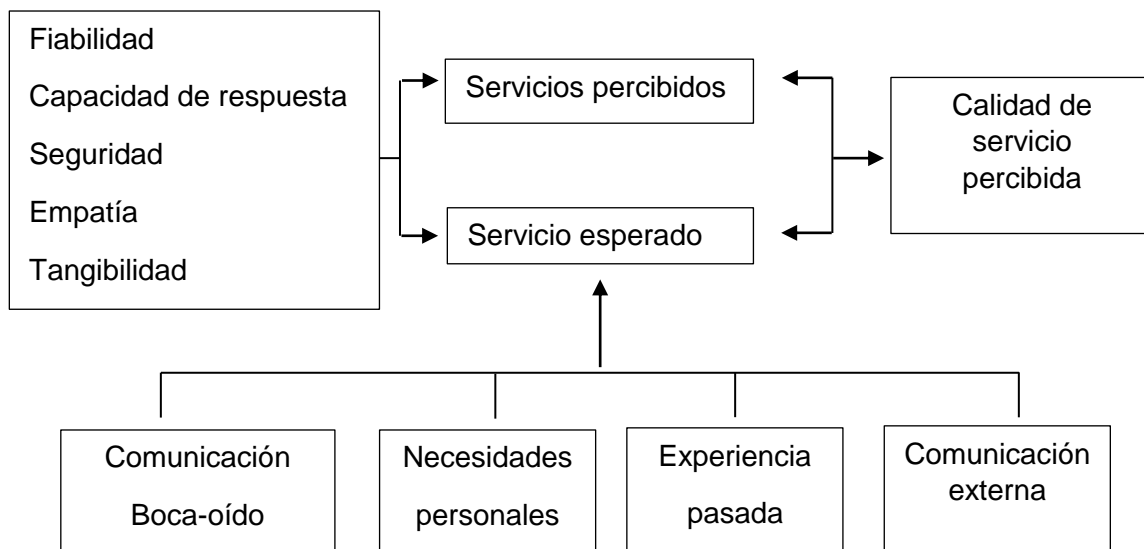 Fiabilidad
Capacidad de respuesta
Seguridad
Empatía
Tangibilidad
Servicios percibidos
Servicio esperado
Calidad de
servicio
percibida
Comunicación
Boca-oído
Necesidades
personales
Experiencia
pasada
Comunicación
externa